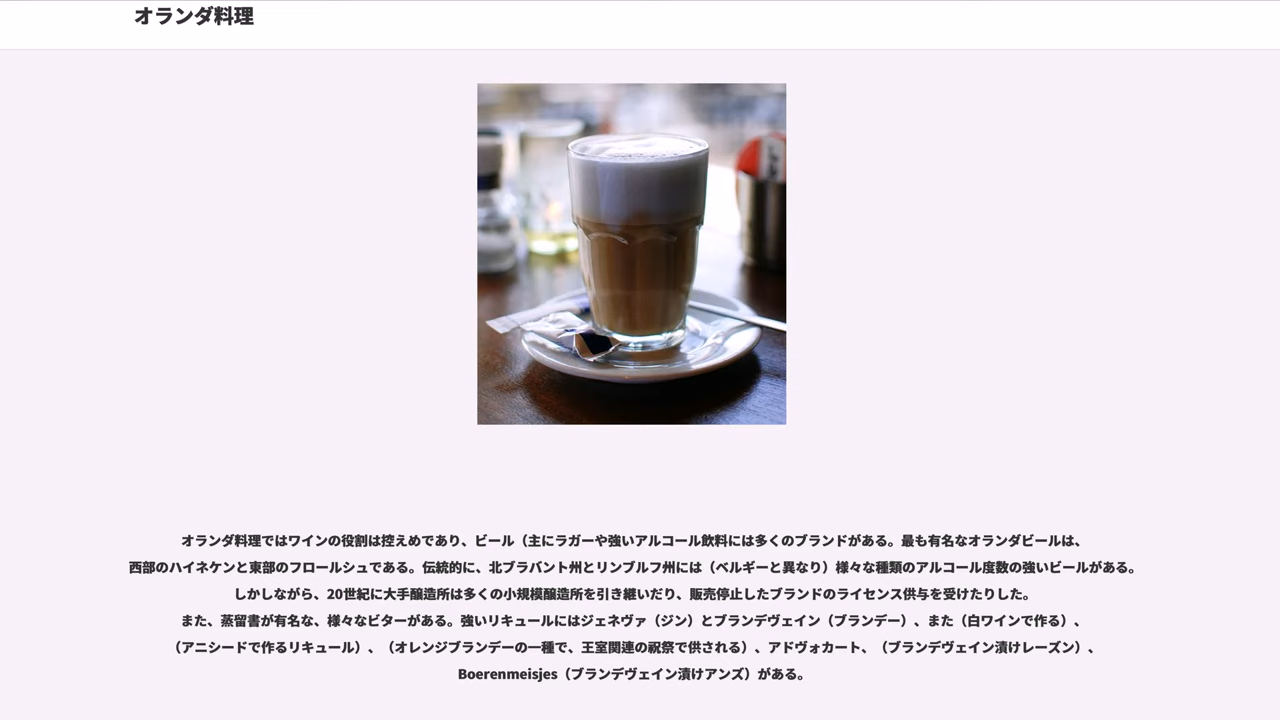 オランダ料理
オランダ料理ではワインの役割は控えめであり、ビール（主にラガーや強いアルコール飲料には多くのブランドがある。最も有名なオランダビールは、
西部のハイネケンと東部のフロールシュである。伝統的に、北ブラバント州とリンブルフ州には（ベルギーと異なり）様々な種類のアルコール度数の強いビールがある。
しかしながら、20世紀に大手醸造所は多くの小規模醸造所を引き継いだり、販売停止したブランドのライセンス供与を受けたりした。
また、蒸留書が有名な、様々なビターがある。強いリキュールにはジェネヴァ（ジン）とブランデヴェイン（ブランデー）、また（白ワインで作る）、
（アニシードで作るリキュール）、（オレンジブランデーの一種で、王室関連の祝祭で供される）、アドヴォカート、（ブランデヴェイン漬けレーズン）、
Boerenmeisjes（ブランデヴェイン漬けアンズ）がある。